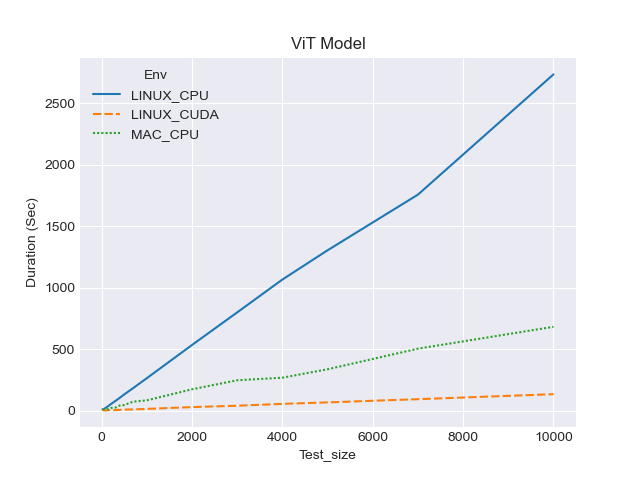 ViT Model
Env
LINUX_CPU
LINUX_CUDA
MAC_CPU
2500
2000
1500
1000
500
0
Duration (Sec)
0 2000 4000 6000 8000 10000
Test_size